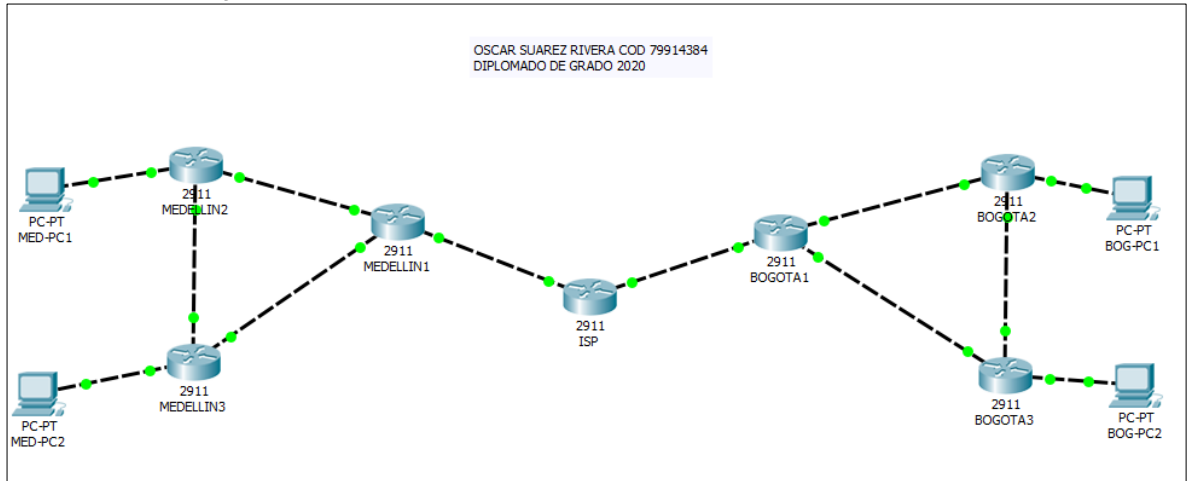 OSCAR SUAREZ RIVERA COD 79914384
DIPLOMADO DE GRADO 2020
PC-PT
MED-PC1
2911
MEDELLIN2
2911
MEDELLIN1
2911
ISP
2911
BOGOTA1
2911
BOGOTA2
PC-PT
BOG-PC1
PC-PT
MED-PC2
2911
MEDELLIN3
2911
BOGOTA3
PC-PT
BOG-PC2